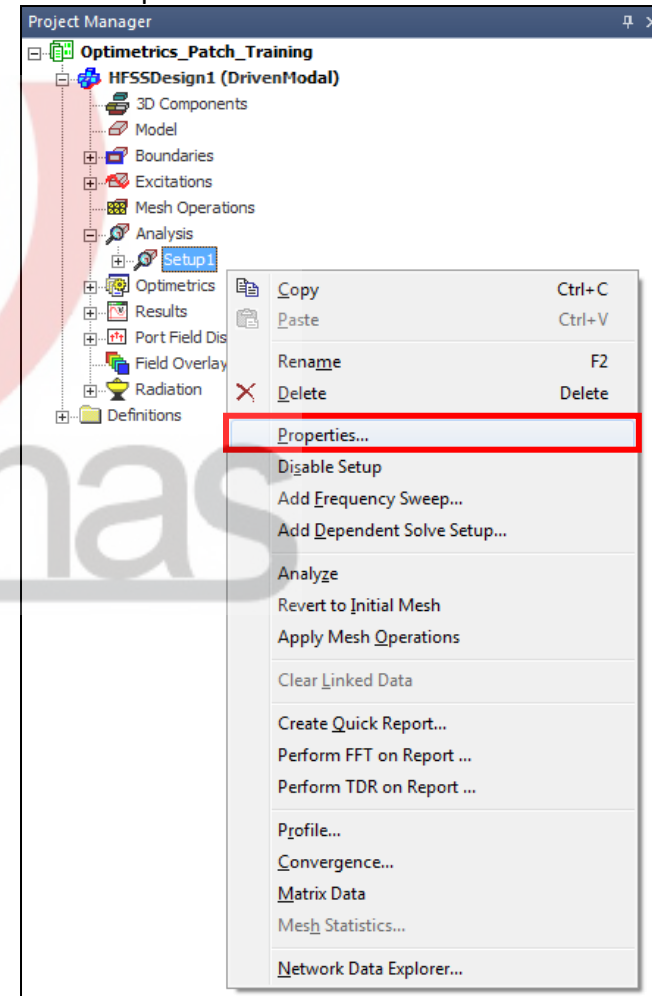 Project Manager
Optimetrics_Patch_Training
HFSSDesign1 (DrivenModal)
3D Components
Model
Boundaries
Excitations
Mesh Operations
Analysis
Setup1
Optimetrics
Results
Port Field Dis
Field Overlay
Radiation
Definitions
Copy Ctrl+C
Paste Ctrl+V
Rename F2
Delete Delete
Properties...
Disable Setup
Add Frequency Sweep...
Add Dependent Solve Setup...
Analyze
Revert to Initial Mesh
Apply Mesh Operations
Clear Linked Data
Create Quick Report...
Perform FFT on Report ...
Perform TDR on Report ...
Profile...
Convergence...
Matrix Data
Mesh Statistics...
Network Data Explorer...
nas